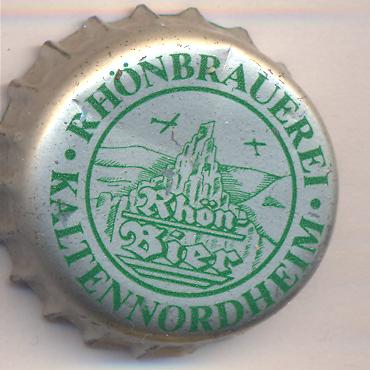 · RHÖNBRAUEREI ·
KALTENNORDHEIM
Rhön-
Bier